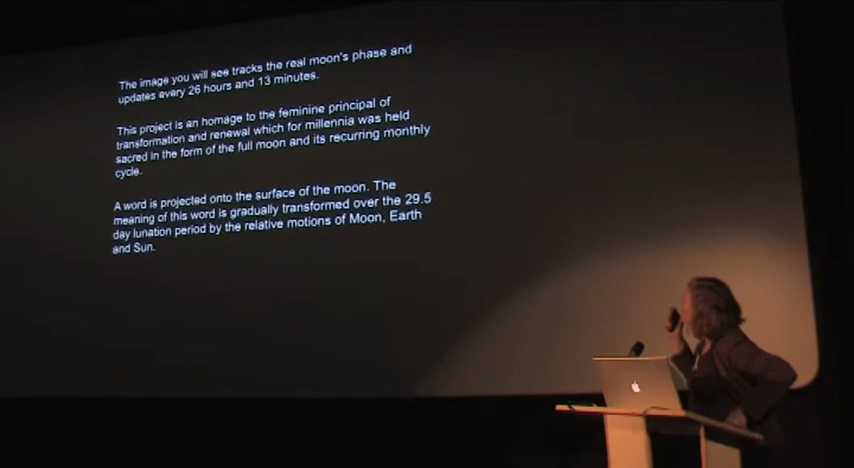 The image you will see tracks the real moon's phase and
updates every 26 hours and 13 minutes.
This project is an homage to the feminine principal of
transformation and renewal which for millennia was held
sacred in the form of the full moon and its recurring monthly
cycle.
A word is projected onto the surface of the moon. The
meaning of this word is gradually transformed over the 29.5
day lunation period by the relative motions of Moon, Earth
and Sun.